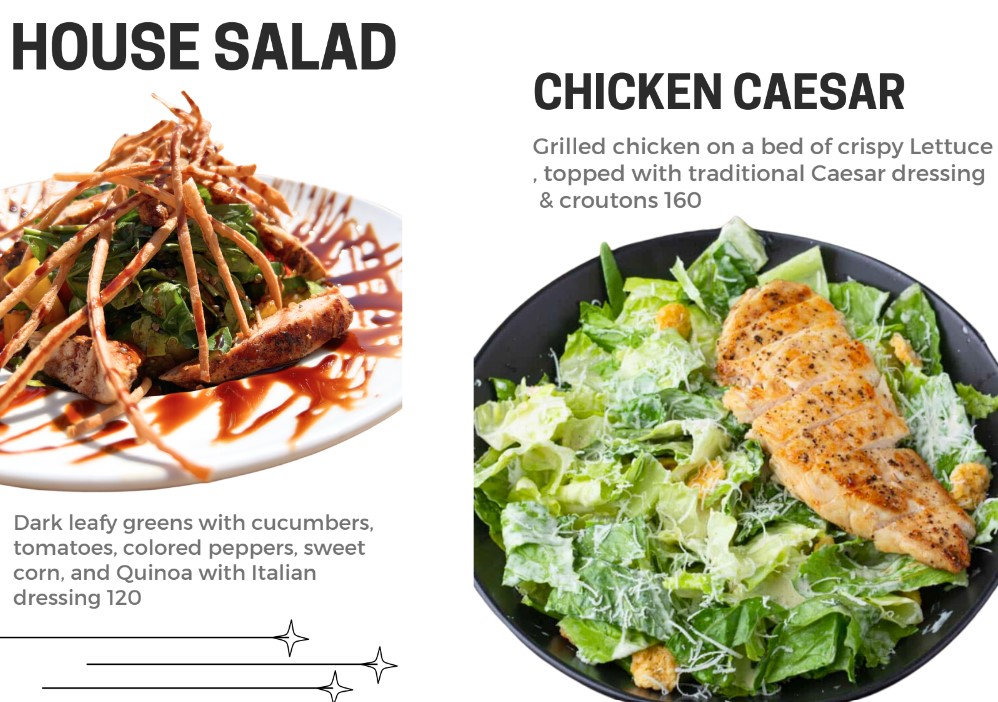 HOUSE SALAD
Dark leafy greens with cucumbers,
tomatoes, colored peppers, sweet
corn, and Quinoa with Italian
dressing 120
CHICKEN CAESAR
Grilled chicken on a bed of crispy Lettuce
, topped with traditional Caesar dressing
& croutons 160